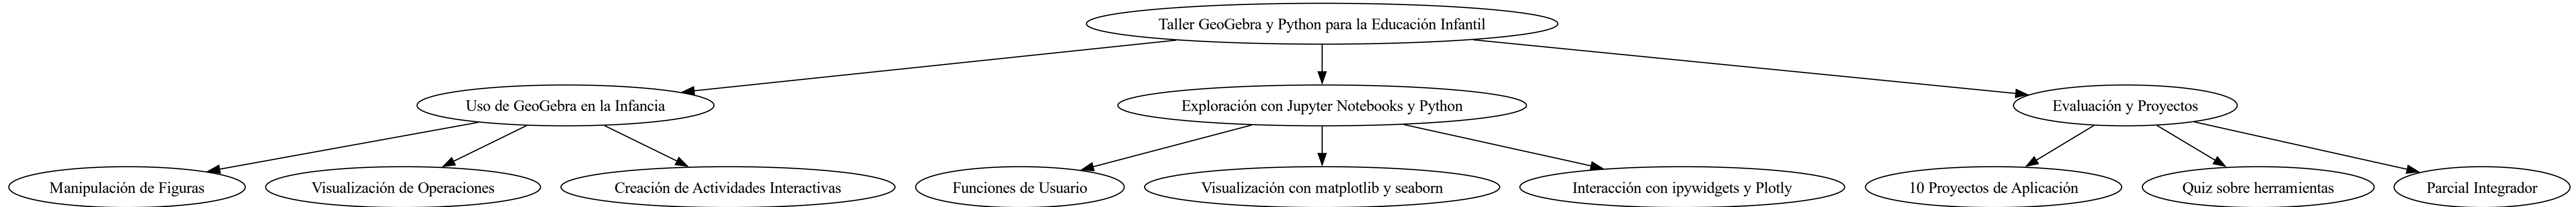 Taller GeoGebra y Python para la Educación Infantil
Uso de GeoGebra en la Infancia
Exploración con Jupyter Notebooks y Python
Evaluación y Proyectos
Manipulación de Figuras
Visualización de Operaciones
Creación de Actividades Interactivas
Funciones de Usuario
Visualización con matplotlib y seaborn
Interacción con ipywidgets y Plotly
10 Proyectos de Aplicación
Quiz sobre herramientas
Parcial Integrador